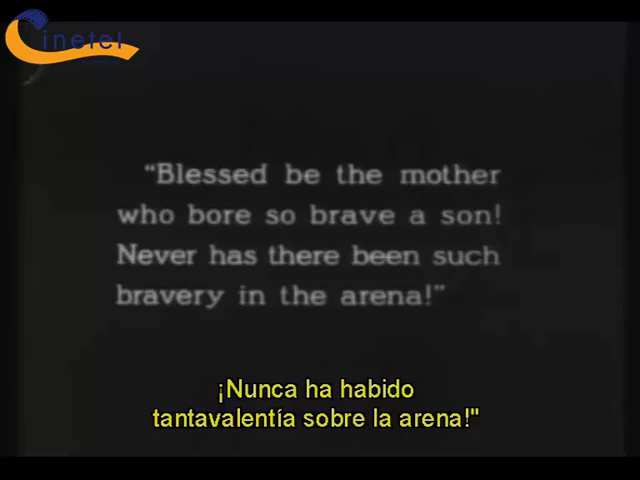 Cinetel
"Blessed be the mother
who bore so brave a son!
Never has there been such
bravery in the arena!"
¡Nunca ha habido
tantavalentía sobre la arena!"